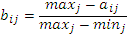 b_{ij} = \frac{max_j - a_{ij}}{max_j - min_j}